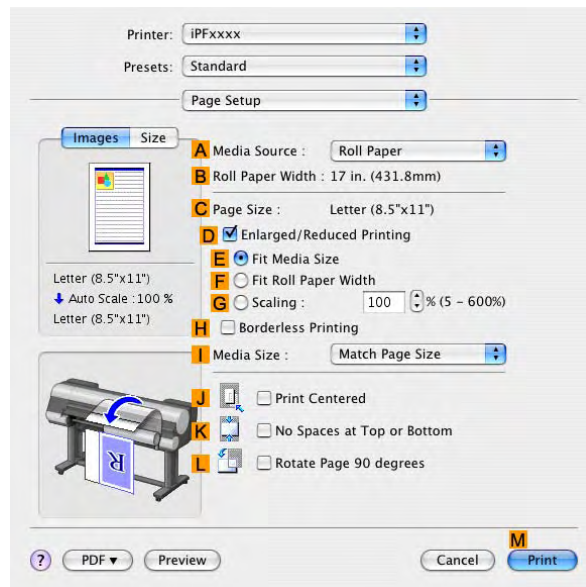 Printer: iPFxxxx
Presets: Standard
Page Setup
Images Size
A Media Source : Roll Paper
B Roll Paper Width : 17 in. (431.8mm)
C Page Size : Letter (8.5"x11")
D Enlarged/Reduced Printing
E Fit Media Size
F Fit Roll Paper Width
G Scaling : 100 % (5 - 600%)
Letter (8.5"x11")
Auto Scale :100 %
Letter (8.5"x11")
H Borderless Printing
I Media Size : Match Page Size
J Print Centered
K No Spaces at Top or Bottom
L Rotate Page 90 degrees
R
M
? PDF Preview Cancel Print